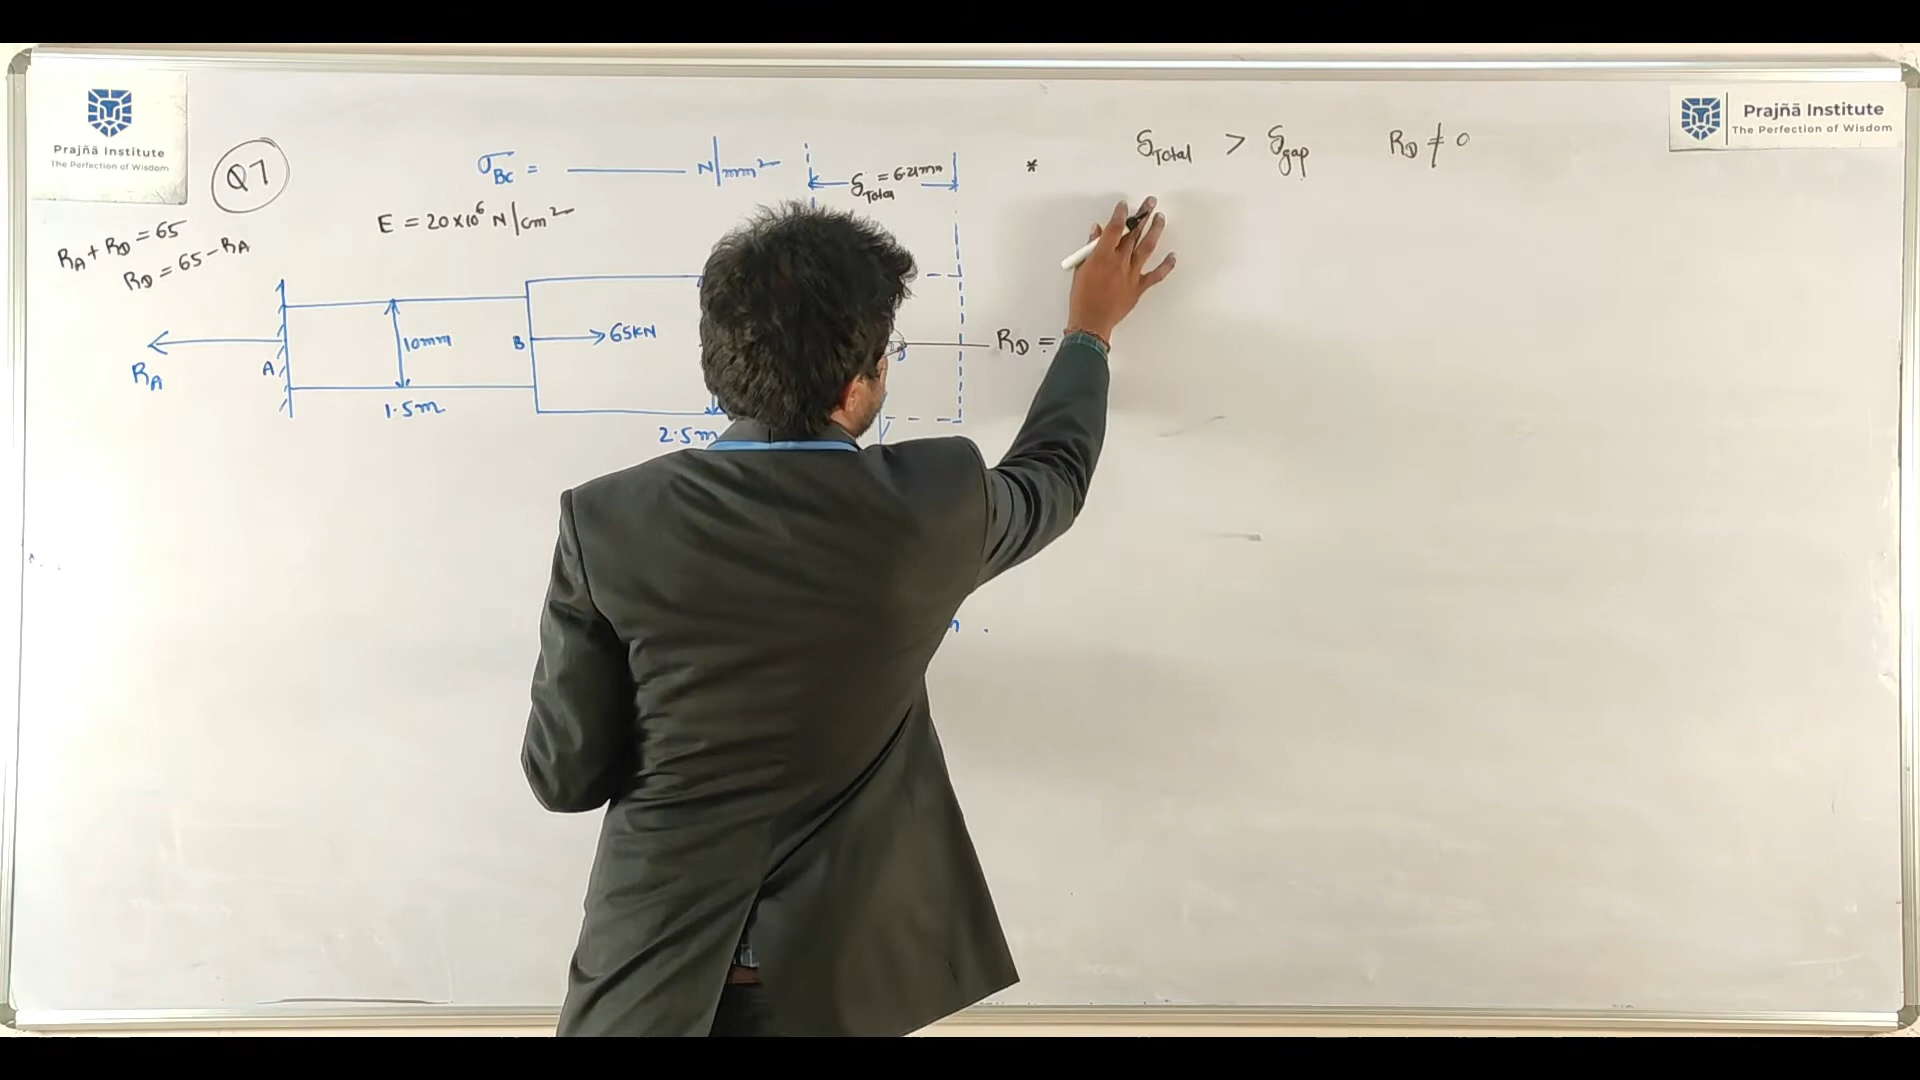 Prajñā Institute
The Perfection of Wisdom
Prajñā Institute
The Perfection of Wisdom
Q7
σBC = ______ N/mm²
E = 20×10⁶ N/cm²
RA + RD = 65
RD = 65 - RA
δTotal = 6.21mm
* δTotal > δgap RD ≠ 0
RA
A
10mm
1.5m
B
65KN
2.5m
RD =